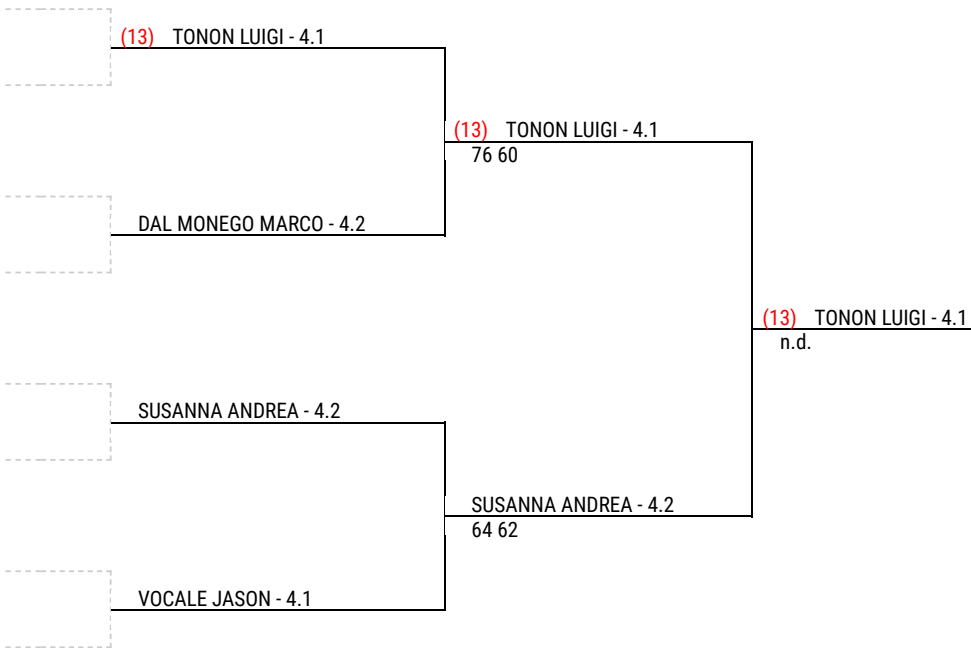 (13) TONON LUIGI - 4.1
(13) TONON LUIGI - 4.1
76 60
DAL MONEGO MARCO - 4.2
(13) TONON LUIGI - 4.1
n.d.
SUSANNA ANDREA - 4.2
SUSANNA ANDREA - 4.2
64 62
VOCALE JASON - 4.1